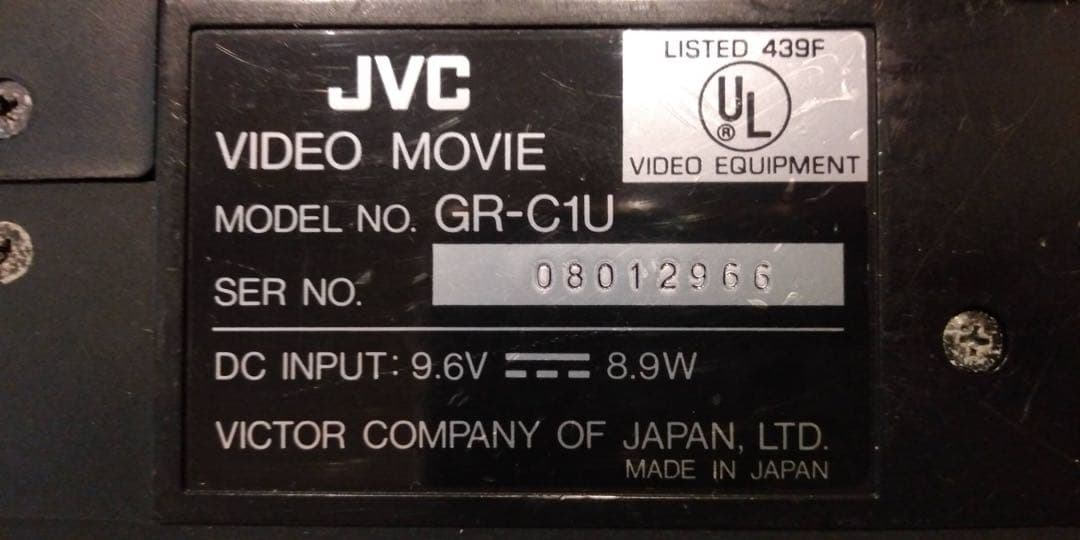 JVC
VIDEO MOVIE
LISTED 439F
UL®
VIDEO EQUIPMENT
MODEL NO. GR-C1U
SER NO. 08012966
DC INPUT: 9.6V ⎓ 8.9W
VICTOR COMPANY OF JAPAN, LTD.
MADE IN JAPAN